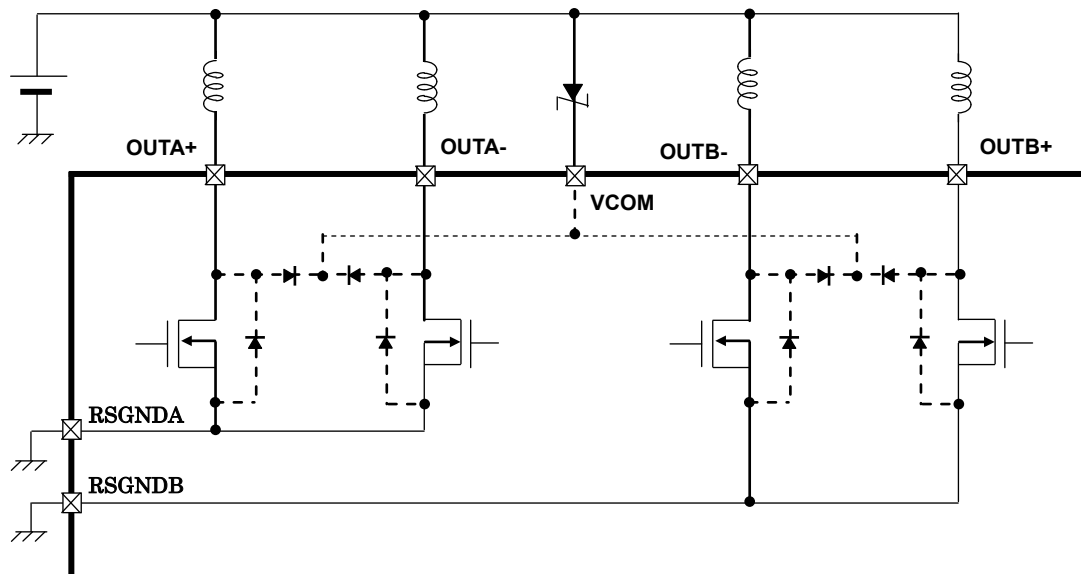 OUTA+
OUTA-
OUTB-
OUTB+
VCOM
RSGNDA
RSGNDB